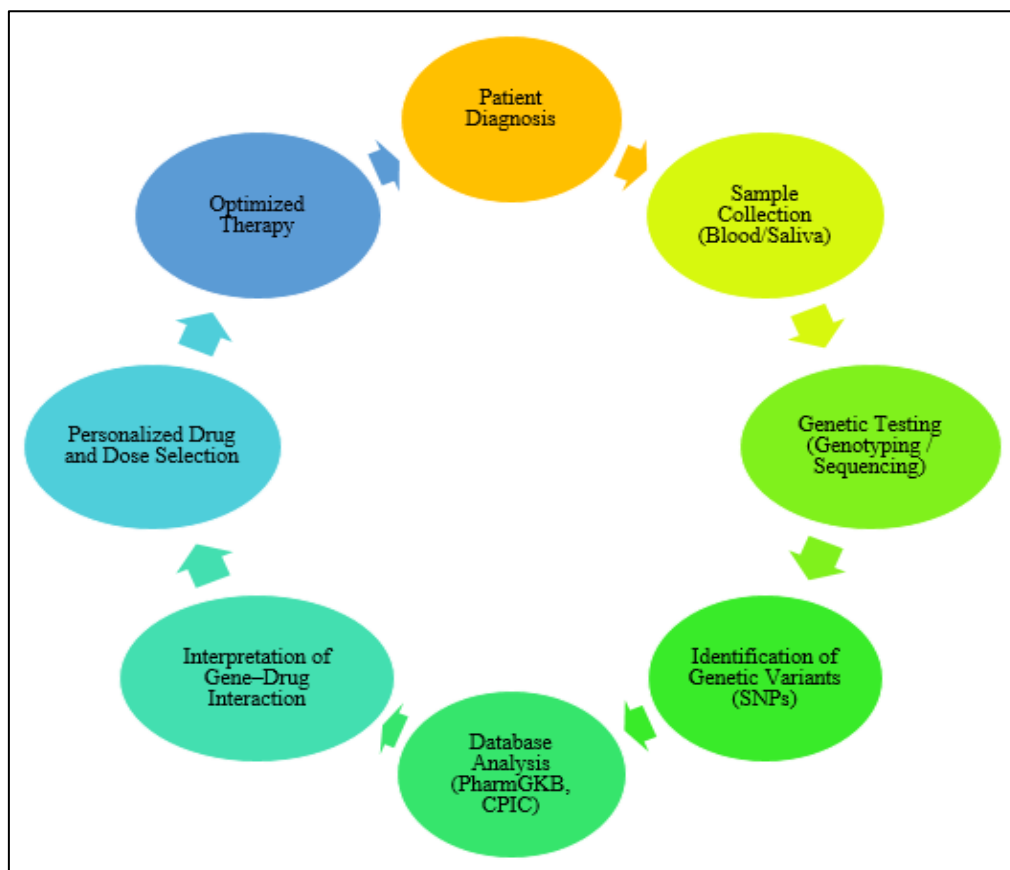 Patient
Diagnosis
Sample
Collection
(Blood/Saliva)
Genetic Testing
(Genotyping /
Sequencing)
Identification of
Genetic Variants
(SNPs)
Database
Analysis
(PharmGKB,
CPIC)
Interpretation of
Gene–Drug
Interaction
Personalized Drug
and Dose Selection
Optimized
Therapy